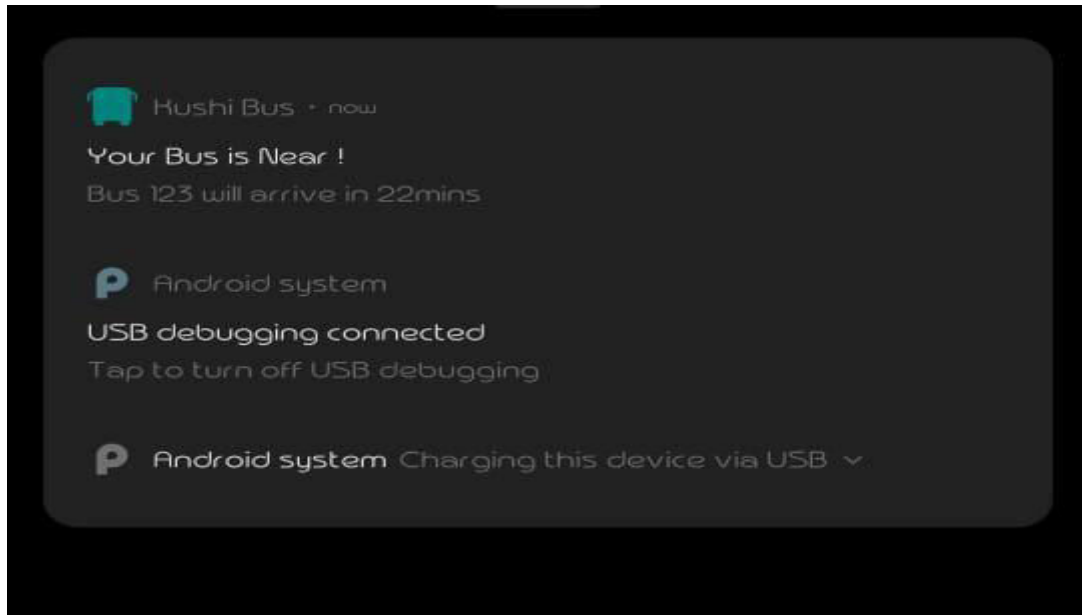 Kushi Bus • now
Your Bus is Near !
Bus 123 will arrive in 22mins
Android system
USB debugging connected
Tap to turn off USB debugging
Android system Charging this device via USB